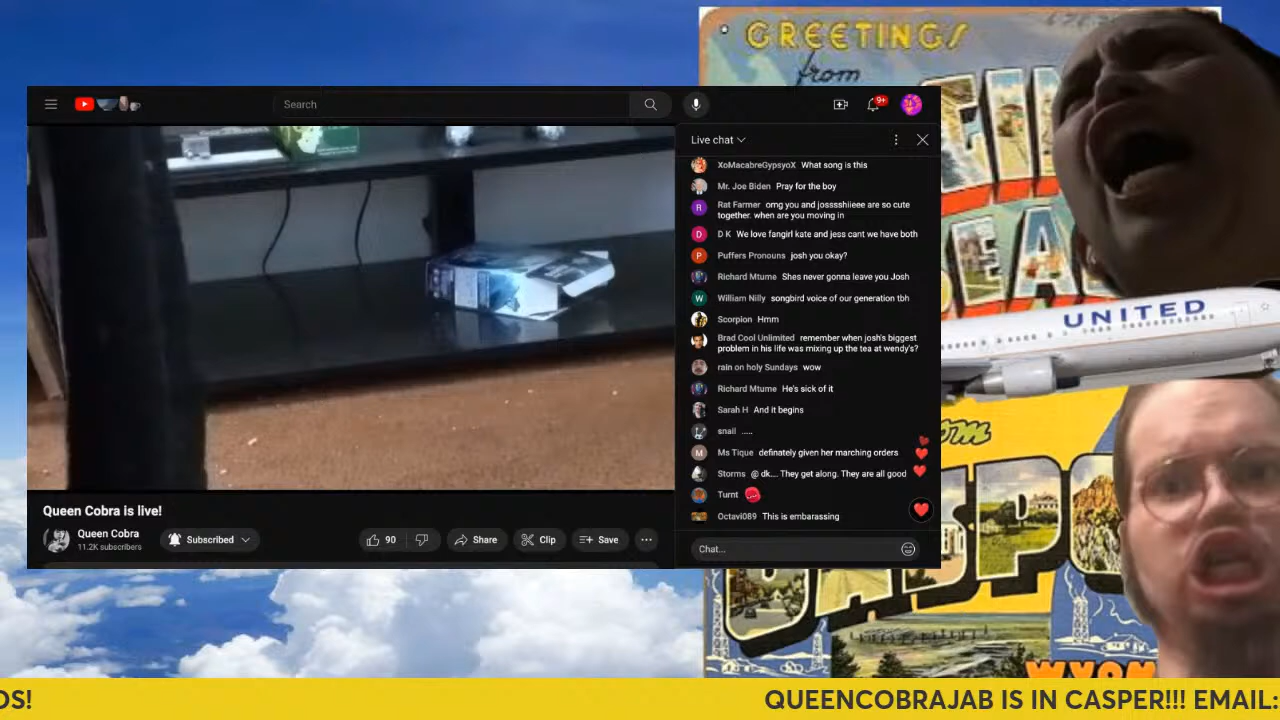 GREETINGS
from
Search
9+
Live chat
XoMacabreGypsyoX What song is this
Mr. Joe Biden Pray for the boy
Rat Farmer omg you and josssshiieee are so cute
together. when are you moving in
D K We love fangirl kate and jess cant we have both
Puffers Pronouns josh you okay?
Richard Mtume Shes never gonna leave you Josh
William Nilly songbird voice of our generation tbh
Scorpion Hmm
Brad Cool Unlimited remember when josh's biggest
problem in his life was mixing up the tea at wendy's?
rain on holy Sundays wow
Richard Mtume He's sick of it
Sarah H And it begins
snail .....
Ms Tique definately given her marching orders
Storms @ dk.... They get along. They are all good
Turnt
Octavi089 This is embarassing
Chat...
UNITED
Queen Cobra is live!
Queen Cobra
11.2K subscribers
Subscribed
90
Share
Clip
Save
OS!
QUEENCOBRAJAB IS IN CASPER!!! EMAIL: